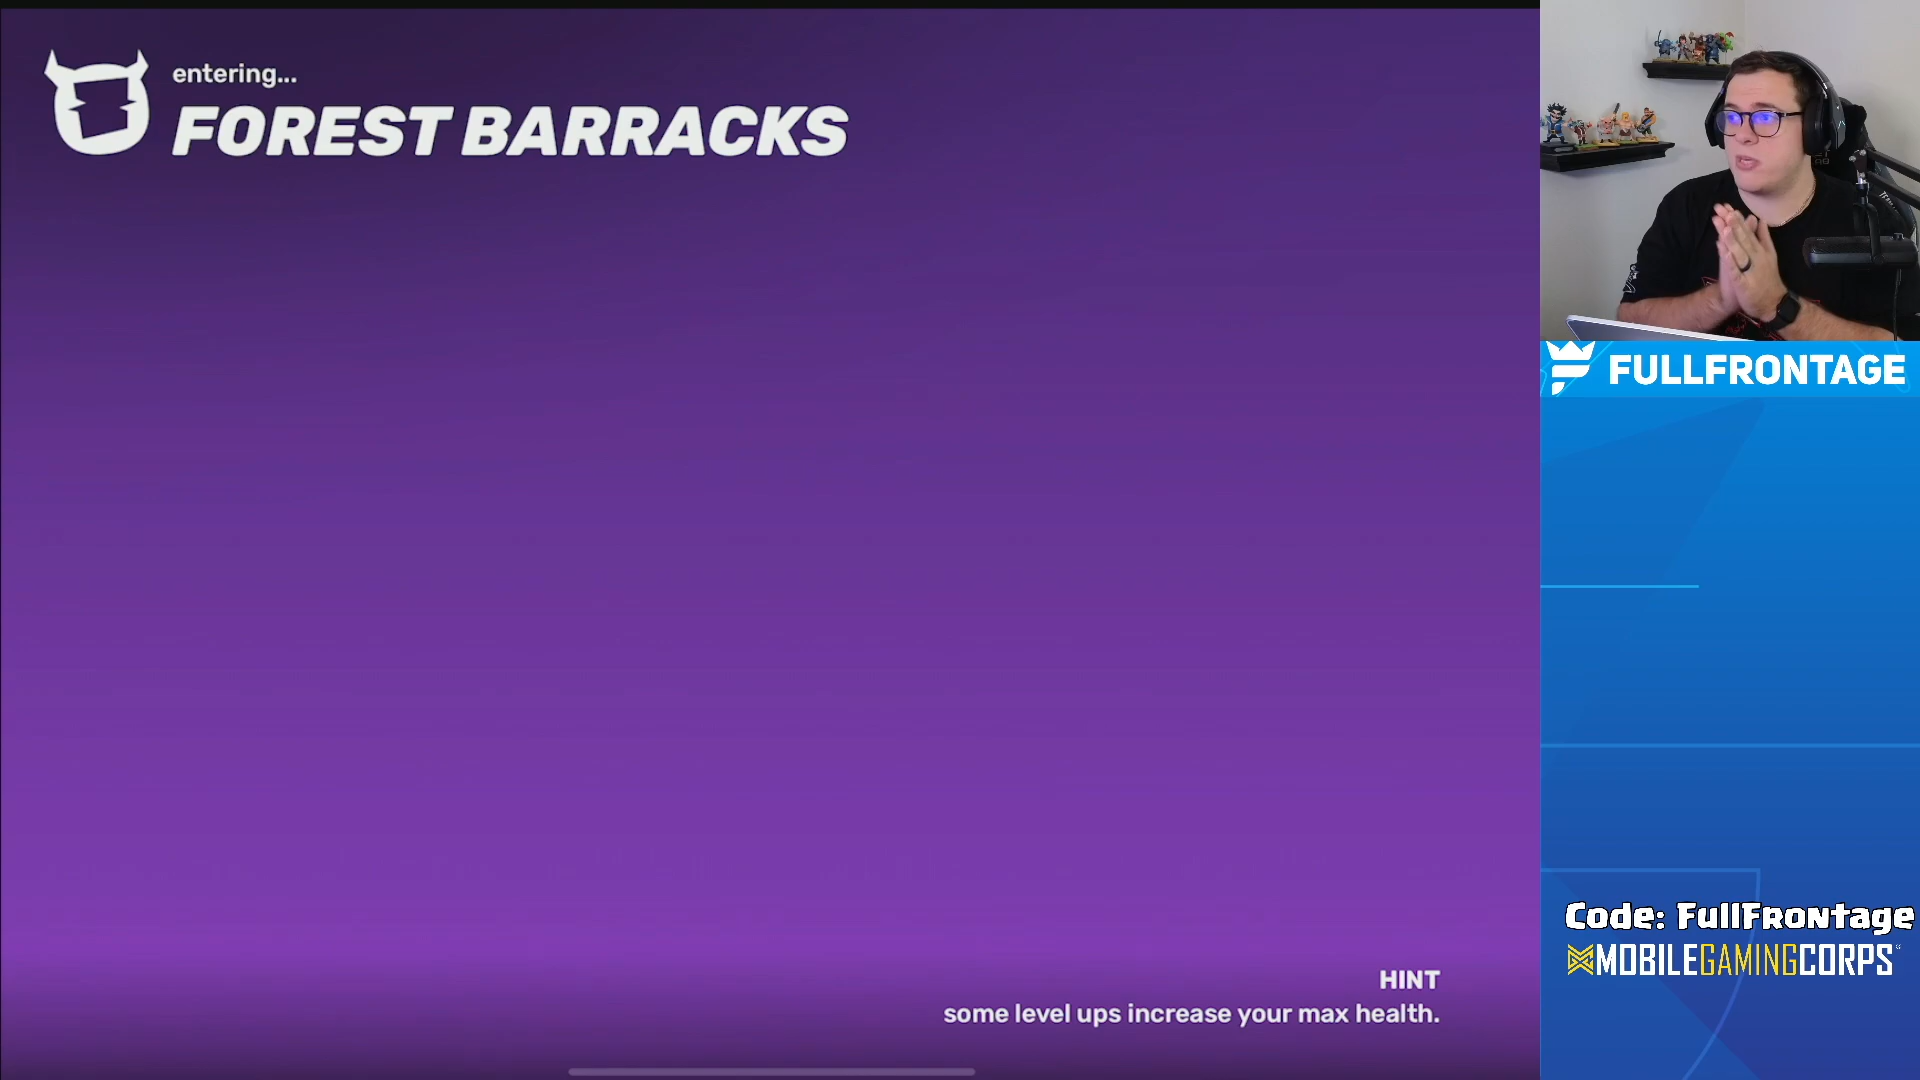 entering...
FOREST BARRACKS
FULLFRONTAGE
Code: FullFrontage
MOBILEGAMINGCORPS
HINT
some level ups increase your max health.